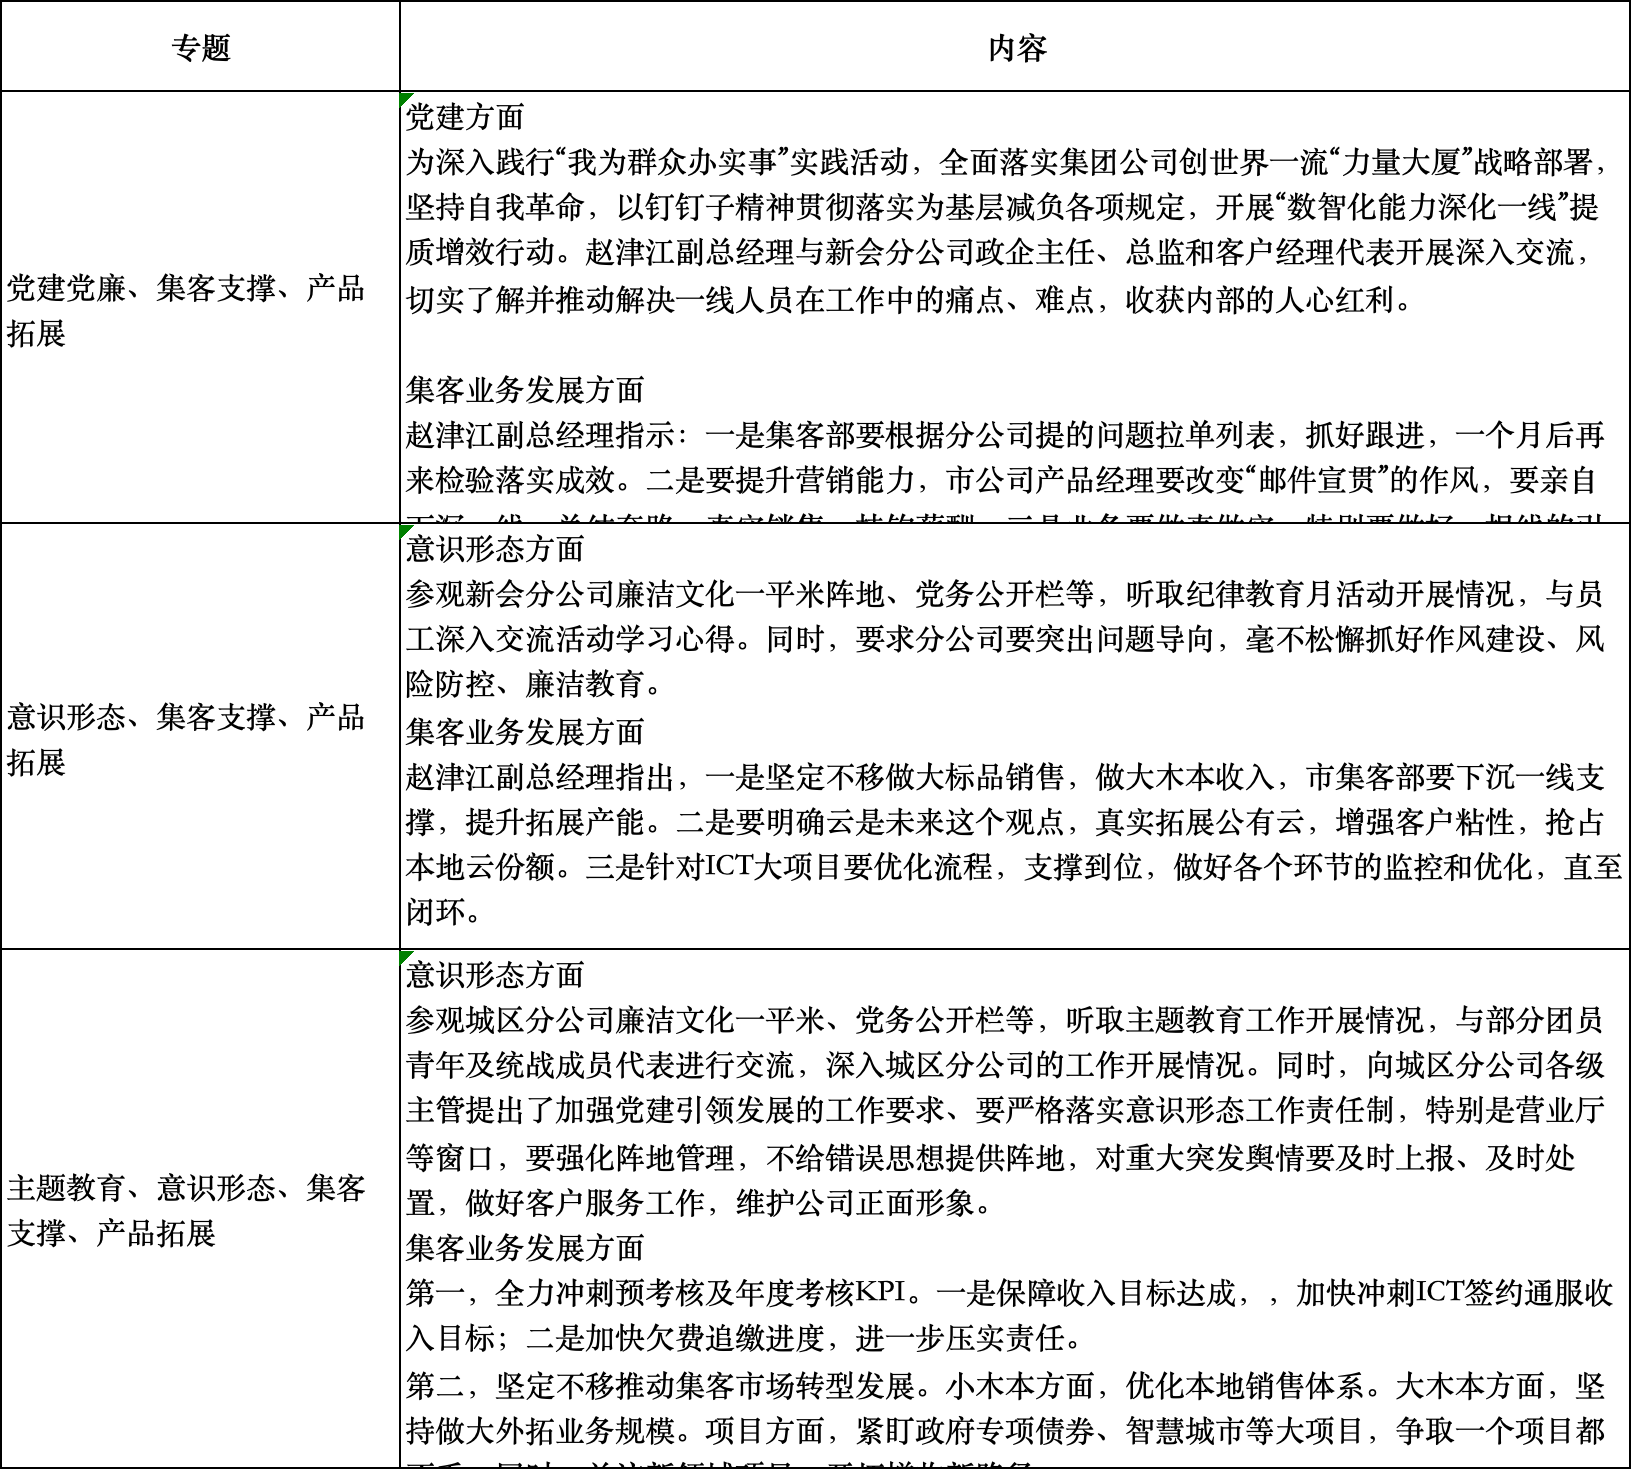 专题
内容
党建党廉、集客支撑、产品
拓展
党建方面
为深入践行“我为群众办实事”实践活动，全面落实集团公司创世界一流“力量大厦”战略部署，
坚持自我革命，以钉钉子精神贯彻落实为基层减负各项规定，开展“数智化能力深化一线”提
质增效行动。赵津江副总经理与新会分公司政企主任、总监和客户经理代表开展深入交流，
切实了解并推动解决一线人员在工作中的痛点、难点，收获内部的人心红利。
集客业务发展方面
赵津江副总经理指示：一是集客部要根据分公司提的问题拉单列表，抓好跟进，一个月后再
来检验落实成效。二是要提升营销能力，市公司产品经理要改变“邮件宣贯”的作风，要亲自
意识形态、集客支撑、产品
拓展
意识形态方面
参观新会分公司廉洁文化一平米阵地、党务公开栏等，听取纪律教育月活动开展情况，与员
工深入交流活动学习心得。同时，要求分公司要突出问题导向，毫不松懈抓好作风建设、风
险防控、廉洁教育。
集客业务发展方面
赵津江副总经理指出，一是坚定不移做大标品销售，做大木本收入，市集客部要下沉一线支
撑，提升拓展产能。二是要明确云是未来这个观点，真实拓展公有云，增强客户粘性，抢占
本地云份额。三是针对ICT大项目要优化流程，支撑到位，做好各个环节的监控和优化，直至
闭环。
主题教育、意识形态、集客
支撑、产品拓展
意识形态方面
参观城区分公司廉洁文化一平米、党务公开栏等，听取主题教育工作开展情况，与部分团员
青年及统战成员代表进行交流，深入城区分公司的工作开展情况。同时，向城区分公司各级
主管提出了加强党建引领发展的工作要求、要严格落实意识形态工作责任制，特别是营业厅
等窗口，要强化阵地管理，不给错误思想提供阵地，对重大突发舆情要及时上报、及时处
置，做好客户服务工作，维护公司正面形象。
集客业务发展方面
第一，全力冲刺预考核及年度考核KPI。一是保障收入目标达成，，加快冲刺ICT签约通服收
入目标；二是加快欠费追缴进度，进一步压实责任。
第二，坚定不移推动集客市场转型发展。小木本方面，优化本地销售体系。大木本方面，坚
持做大外拓业务规模。项目方面，紧盯政府专项债券、智慧城市等大项目，争取一个项目都